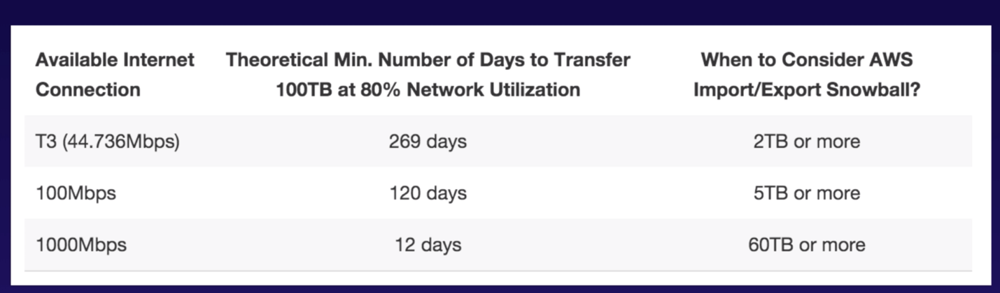 Available Internet Connection
Theoretical Min. Number of Days to Transfer 100TB at 80% Network Utilization
When to Consider AWS Import/Export Snowball?
T3 (44.736Mbps) 269 days 2TB or more
100Mbps 120 days 5TB or more
1000Mbps 12 days 60TB or more